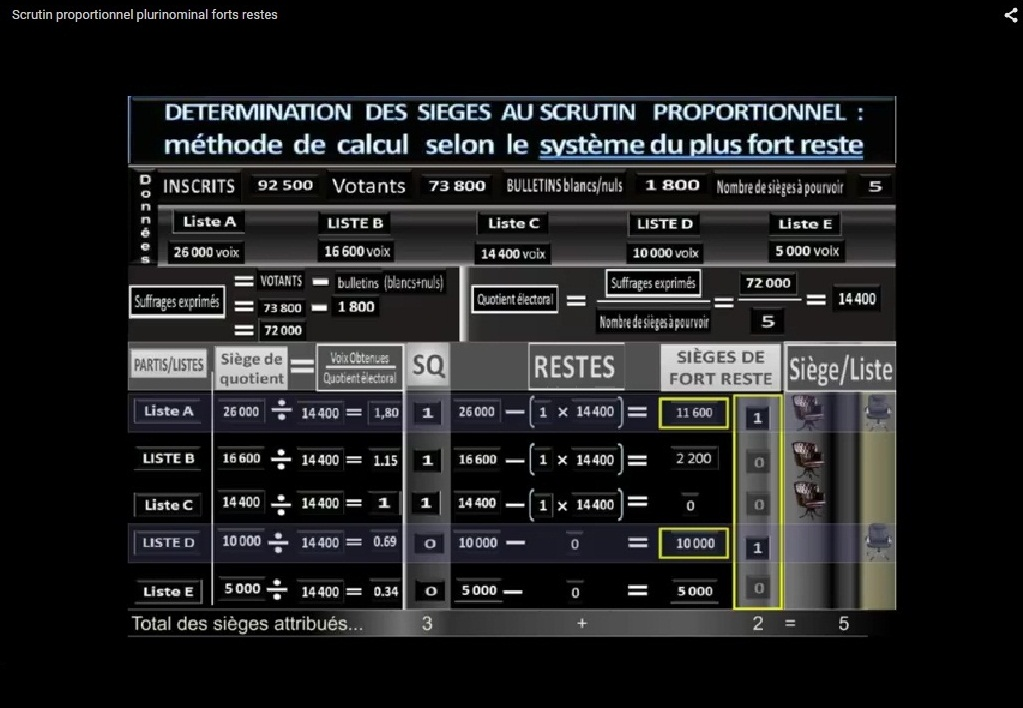 Scrutin proportionnel plurinominal forts restes
DETERMINATION DES SIEGES AU SCRUTIN PROPORTIONNEL :
méthode de calcul selon le système du plus fort reste
Données
INSCRITS 92 500 Votants 73 800 BULLETINS blancs/nuls 1 800 Nombre de sièges à pourvoir 5
Liste A LISTE B Liste C LISTE D Liste E
26 000 voix 16 600 voix 14 400 voix 10 000 voix 5 000 voix
Suffrages exprimés = VOTANTS − bulletins (blancs+nuls)
= 73 800 − 1 800
= 72 000
Quotient électoral = Suffrages exprimés / Nombre de sièges à pourvoir = 72 000 / 5 = 14 400
PARTIS/LISTES Siège de quotient = Voix Obtenues / Quotient électoral SQ RESTES SIÈGES DE FORT RESTE Siège/Liste
Liste A 26 000 ÷ 14 400 = 1,80 1 26 000 − (1 × 14 400) = 11 600 1
LISTE B 16 600 ÷ 14 400 = 1.15 1 16 600 − (1 × 14 400) = 2 200 0
Liste C 14 400 ÷ 14 400 = 1 1 14 400 − (1 × 14 400) = 0 0
LISTE D 10 000 ÷ 14 400 = 0.69 0 10 000 − 0 = 10 000 1
Liste E 5 000 ÷ 14 400 = 0.34 0 5 000 − 0 = 5 000 0
Total des sièges attribués... 3 + 2 = 5